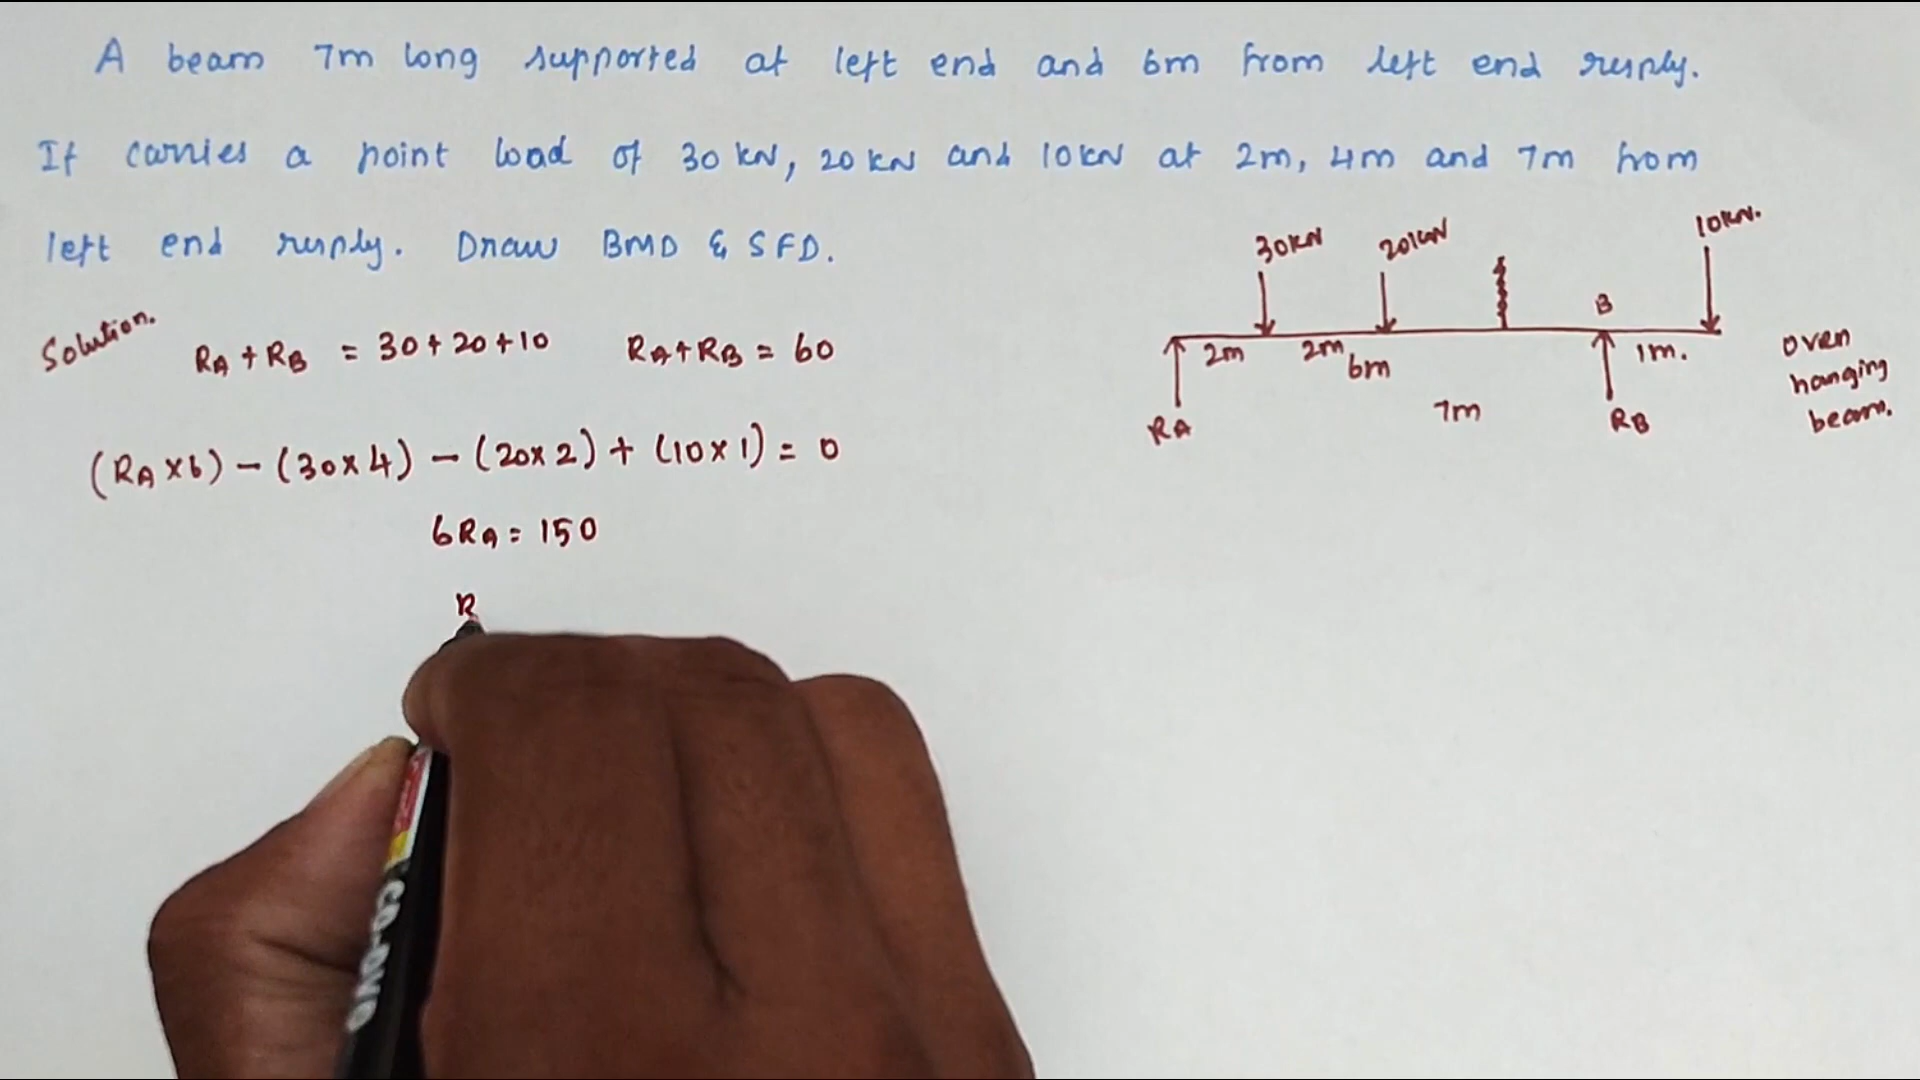 A beam 7m long supported at left end and 6m from left end resply.
It carries a point load of 30 kN, 20 kN and 10 kN at 2m, 4m and 7m from
left end resply. Draw BMD & SFD.
Solution.
RA + RB = 30 + 20 + 10 RA + RB = 60
(RA x 6) - (30 x 4) - (20 x 2) + (10 x 1) = 0
6RA = 150
R
30kN 20kN 10kN.
B
2m 2m 1m.
6m
7m
RA RB
over
hanging
beam.